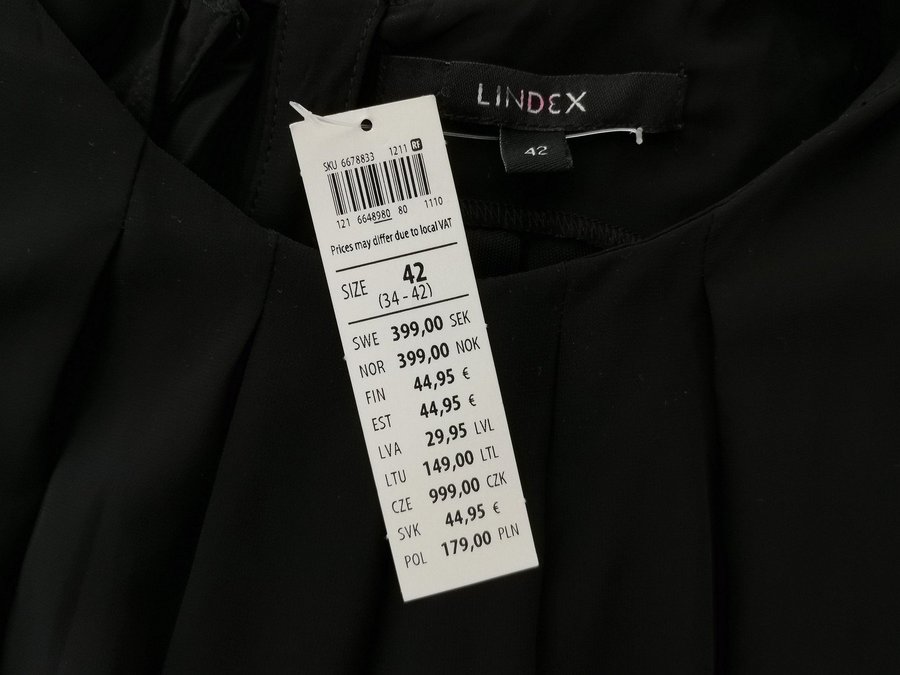 LINDEX
42
SKU 6678833 1211 RF
121 6648980 80 1110
Prices may differ due to local VAT
SIZE 42
(34 - 42)
SWE 399,00 SEK
NOR 399,00 NOK
FIN 44,95 €
EST 44,95 €
LVA 29,95 LVL
LTU 149,00 LTL
CZE 999,00 CZK
SVK 44,95 €
POL 179,00 PLN